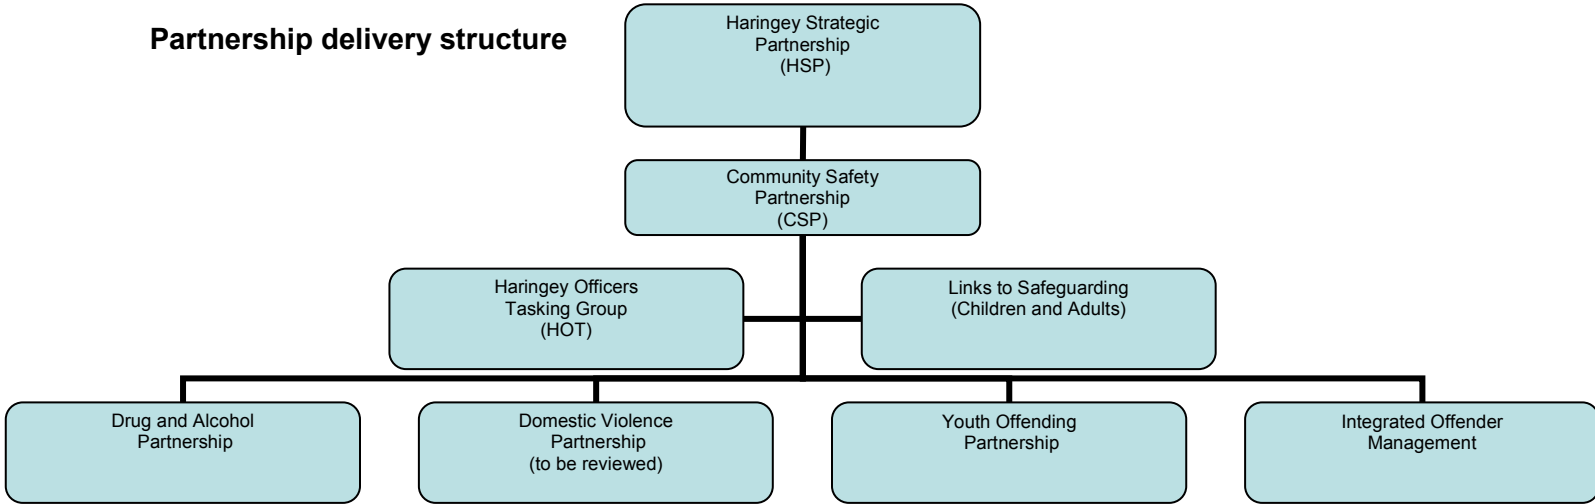 Partnership delivery structure
Haringey Strategic
Partnership
(HSP)
Community Safety
Partnership
(CSP)
Haringey Officers
Tasking Group
(HOT)
Links to Safeguarding
(Children and Adults)
Drug and Alcohol
Partnership
Domestic Violence
Partnership
(to be reviewed)
Youth Offending
Partnership
Integrated Offender
Management